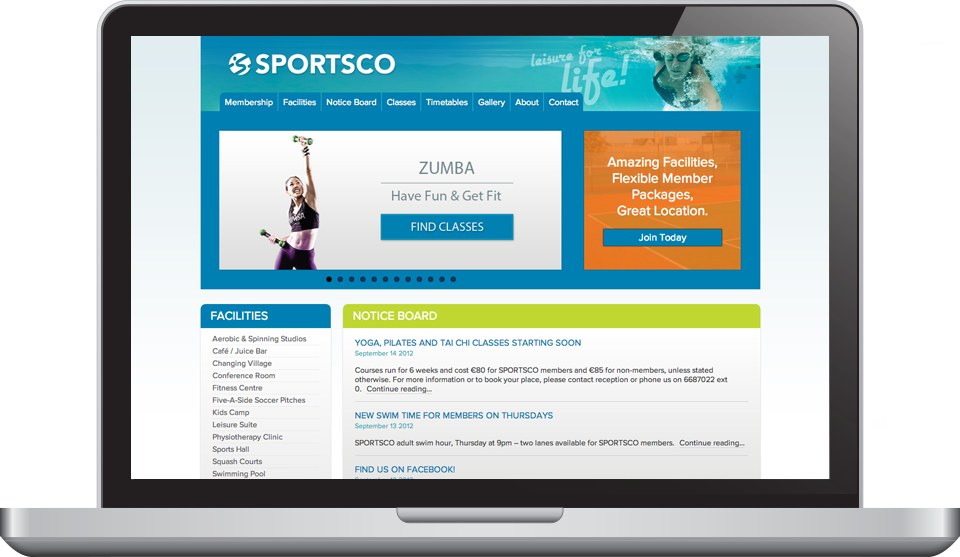 SPORTSCO
leisure for
life!
Membership Facilities Notice Board Classes Timetables Gallery About Contact
ZUMBA
Have Fun & Get Fit
FIND CLASSES
Amazing Facilities,
Flexible Member
Packages,
Great Location.
Join Today
FACILITIES
Aerobic & Spinning Studios
Café / Juice Bar
Changing Village
Conference Room
Fitness Centre
Five-A-Side Soccer Pitches
Kids Camp
Leisure Suite
Physiotherapy Clinic
Sports Hall
Squash Courts
Swimming Pool
NOTICE BOARD
YOGA, PILATES AND TAI CHI CLASSES STARTING SOON
September 14 2012
Courses run for 6 weeks and cost €80 for SPORTSCO members and €85 for non-members, unless stated
otherwise. For more information or to book your place, please contact reception or phone us on 6687022 ext
0. Continue reading...
NEW SWIM TIME FOR MEMBERS ON THURSDAYS
September 13 2012
SPORTSCO adult swim hour, Thursday at 9pm – two lanes available for SPORTSCO members. Continue reading...
FIND US ON FACEBOOK!